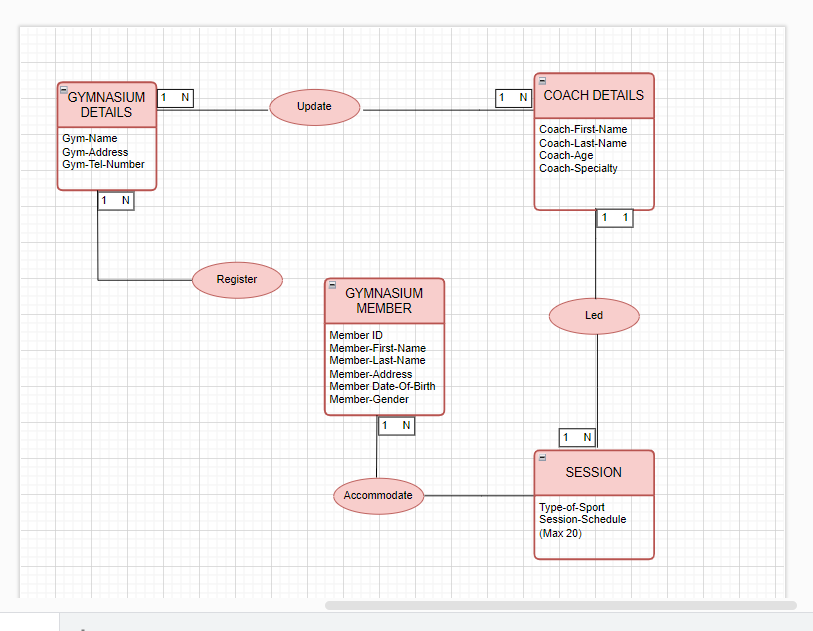 GYMNASIUM
DETAILS
Gym-Name
Gym-Address
Gym-Tel-Number
1 N
Update
1 N
COACH DETAILS
Coach-First-Name
Coach-Last-Name
Coach-Age
Coach-Specialty
1 N
1 1
Register
GYMNASIUM
MEMBER
Member ID
Member-First-Name
Member-Last-Name
Member-Address
Member Date-Of-Birth
Member-Gender
Led
1 N
1 N
Accommodate
SESSION
Type-of-Sport
Session-Schedule
(Max 20)